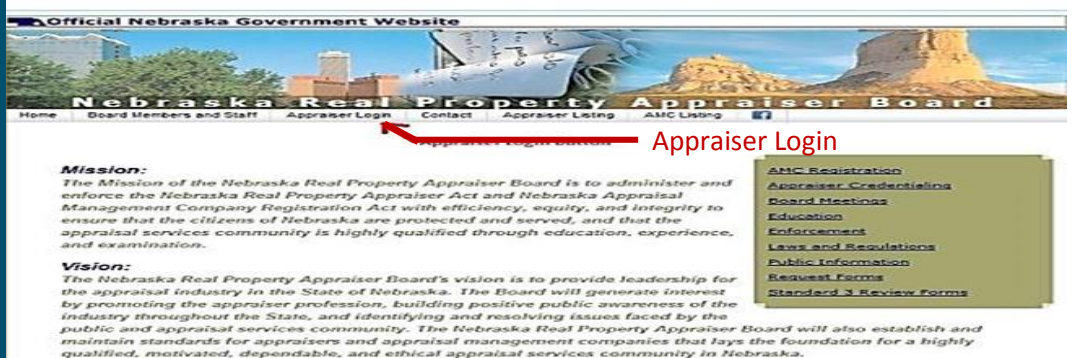 Official Nebraska Government Website
Nebraska Real Property Appraiser Board
Home Board Members and Staff Appraiser Login Contact Appraiser Listing AMC Listing
Appraiser Login
Mission:
The Mission of the Nebraska Real Property Appraiser Board is to administer and
enforce the Nebraska Real Property Appraiser Act and Nebraska Appraisal
Management Company Registration Act with efficiency, equity, and integrity to
ensure that the citizens of Nebraska are protected and served, and that the
appraisal services community is highly qualified through education, experience,
and examination.
Vision:
The Nebraska Real Property Appraiser Board's vision is to provide leadership for
the appraisal industry in the State of Nebraska. The Board will generate interest
by promoting the appraiser profession, building positive public awareness of the
industry throughout the State, and identifying and resolving issues faced by the
public and appraisal services community. The Nebraska Real Property Appraiser Board will also establish and
maintain standards for appraisers and appraisal management companies that lays the foundation for a highly
qualified, motivated, dependable, and ethical appraisal services community in Nebraska.
AMC Registration
Appraiser Credentialing
Board Meetings
Education
Enforcement
Laws and Regulations
Public Information
Request Forms
Standard 3 Review Forms